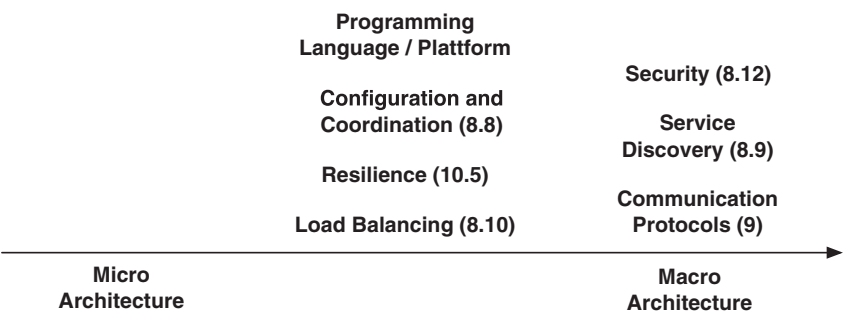 Programming
Language / Plattform
Configuration and
Coordination (8.8)
Resilience (10.5)
Load Balancing (8.10)
Security (8.12)
Service
Discovery (8.9)
Communication
Protocols (9)
Micro
Architecture
Macro
Architecture